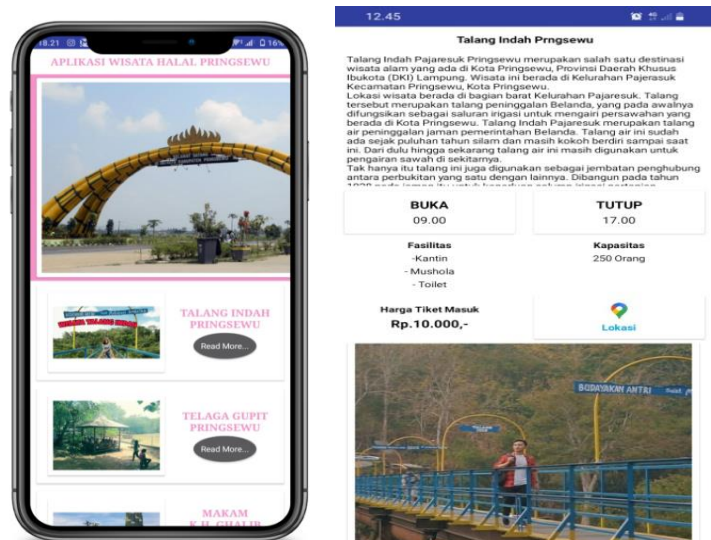 18.21
16%
APLIKASI WISATA HALAL PRINGSEWU
TALANG INDAH
PRINGSEWU
Read More...
TELAGA GUPIT
PRINGSEWU
Read More...
MAKAM
K.H. GHALIB
12.45
Talang Indah Prngsewu
Talang Indah Pajaresuk Pringsewu merupakan salah satu destinasi
wisata alam yang ada di Kota Pringsewu, Provinsi Daerah Khusus
Ibukota (DKI) Lampung. Wisata ini berada di Kelurahan Pajerasuk
Kecamatan Pringsewu, Kota Pringsewu.
Lokasi wisata berada di bagian barat Kelurahan Pajaresuk. Talang
tersebut merupakan talang peninggalan Belanda, yang pada awalnya
difungsikan sebagai saluran irigasi untuk mengairi persawahan yang
berada di Kota Pringsewu. Talang Indah Pajaresuk merupakan talang
air peninggalan jaman pemerintahan Belanda. Talang air ini sudah
ada sejak puluhan tahun silam dan masih kokoh berdiri sampai saat
ini. Dari dulu hingga sekarang talang air ini masih digunakan untuk
pengairan sawah di sekitarnya.
Tak hanya itu talang ini juga digunakan sebagai jembatan penghubung
antara perbukitan yang satu dengan lainnya. Dibangun pada tahun
BUKA
09.00
TUTUP
17.00
Fasilitas
-Kantin
- Mushola
- Toilet
Kapasitas
250 Orang
Harga Tiket Masuk
Rp.10.000,-
Lokasi
BUDAYAKAN ANTRI